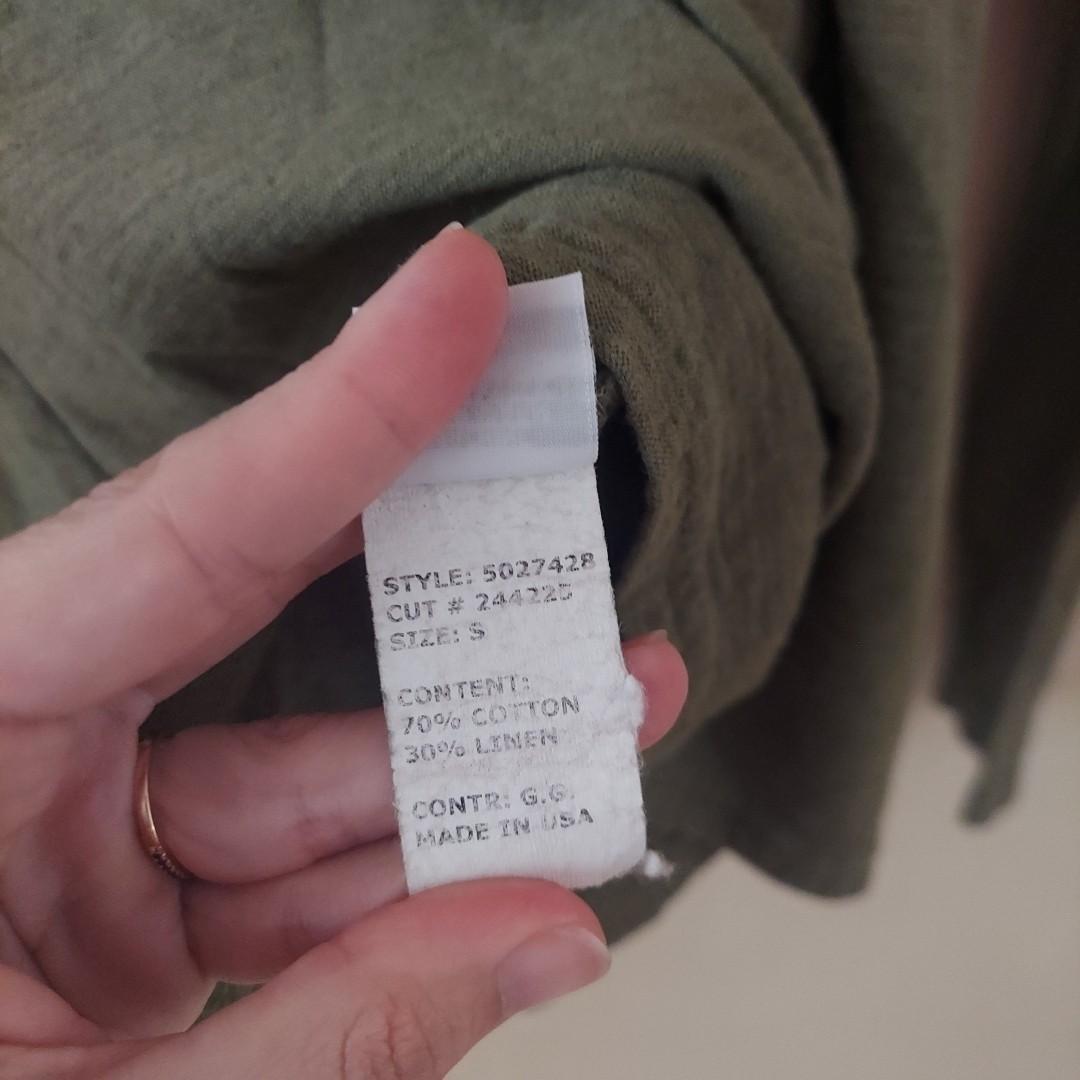 STYLE: 5027428
CUT # 244225
SIZE: S
CONTENT:
70% COTTON
30% LINEN
CONTR: G.G.
MADE IN USA